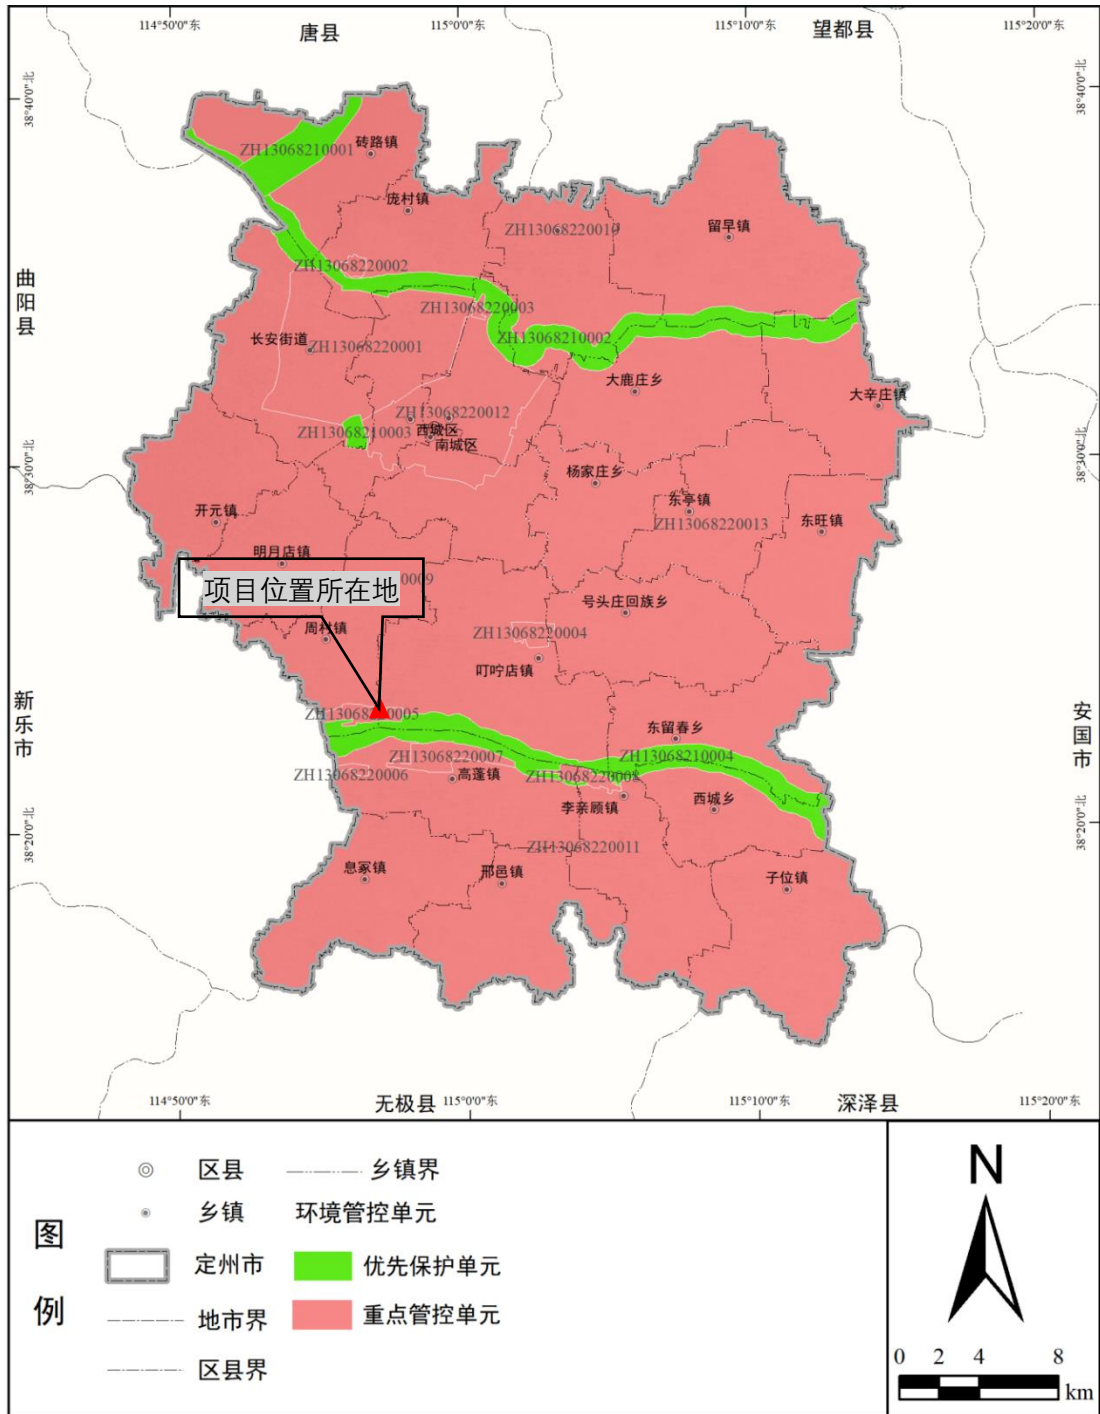 114°50'0"东
唐县
115°0'0"东
115°10'0"东
望都县
115°20'0"东
38°40'0"北
38°40'0"北
ZH13068210001
砖路镇
庞村镇
ZH13068220010
留早镇
ZH13068220002
曲阳县
ZH13068220003
长安街道
ZH13068220001
ZH13068210002
大鹿庄乡
大辛庄镇
ZH13068220012
ZH13068210003
西城区
南城区
38°30'0"北
38°30'0"北
杨家庄乡
开元镇
东亭镇
ZH13068220013
东旺镇
明月店镇
09
项目位置所在地
号头庄回族乡
周村镇
ZH13068220004
叮咛店镇
新乐市
安国市
ZH13068220005
东留春乡
ZH13068220007
ZH13068210004
ZH13068220006
高蓬镇
ZH13068220008
李亲顾镇
西城乡
38°20'0"北
38°20'0"北
ZH13068220011
息冢镇
邢邑镇
子位镇
114°50'0"东
无极县
115°0'0"东
115°10'0"东
深泽县
115°20'0"东
图例
区县
乡镇界
乡镇
环境管控单元
定州市
优先保护单元
地市界
重点管控单元
区县界
N
0 2 4 8
km